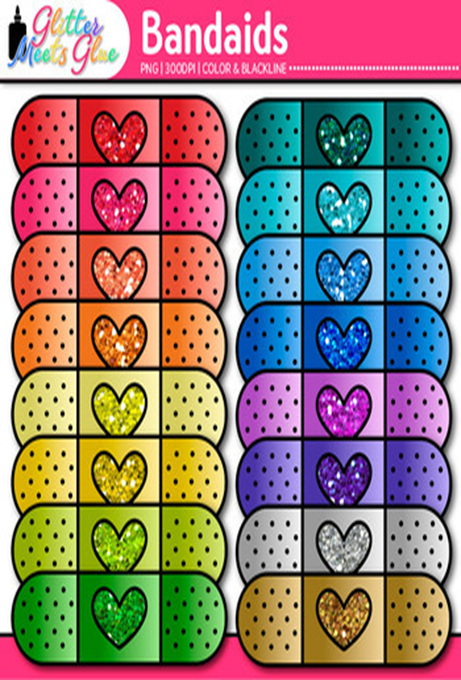 Glitter
Meets Glue
Bandaids
PNG | 300DPI | COLOR & BLACKLINE